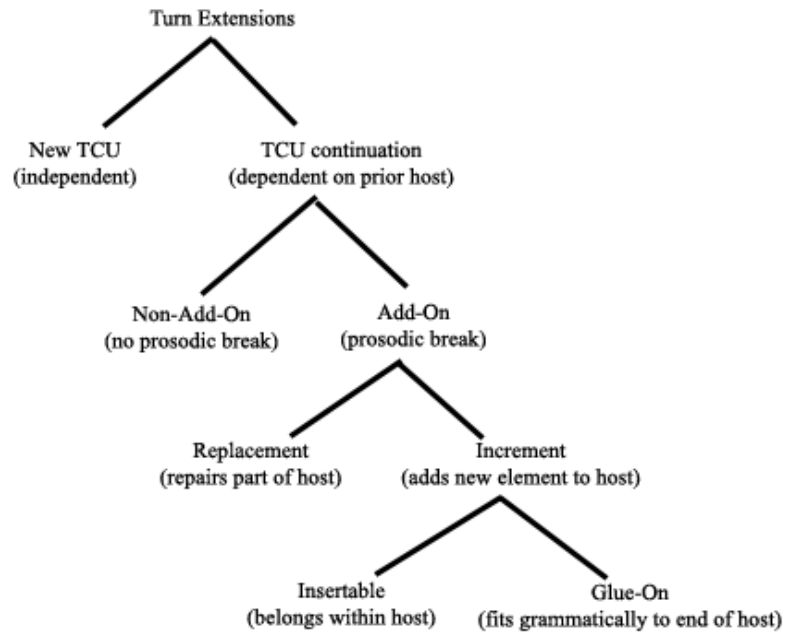 Turn Extensions
New TCU
(independent)
TCU continuation
(dependent on prior host)
Non-Add-On
(no prosodic break)
Add-On
(prosodic break)
Replacement
(repairs part of host)
Increment
(adds new element to host)
Insertable
(belongs within host)
Glue-On
(fits grammatically to end of host)